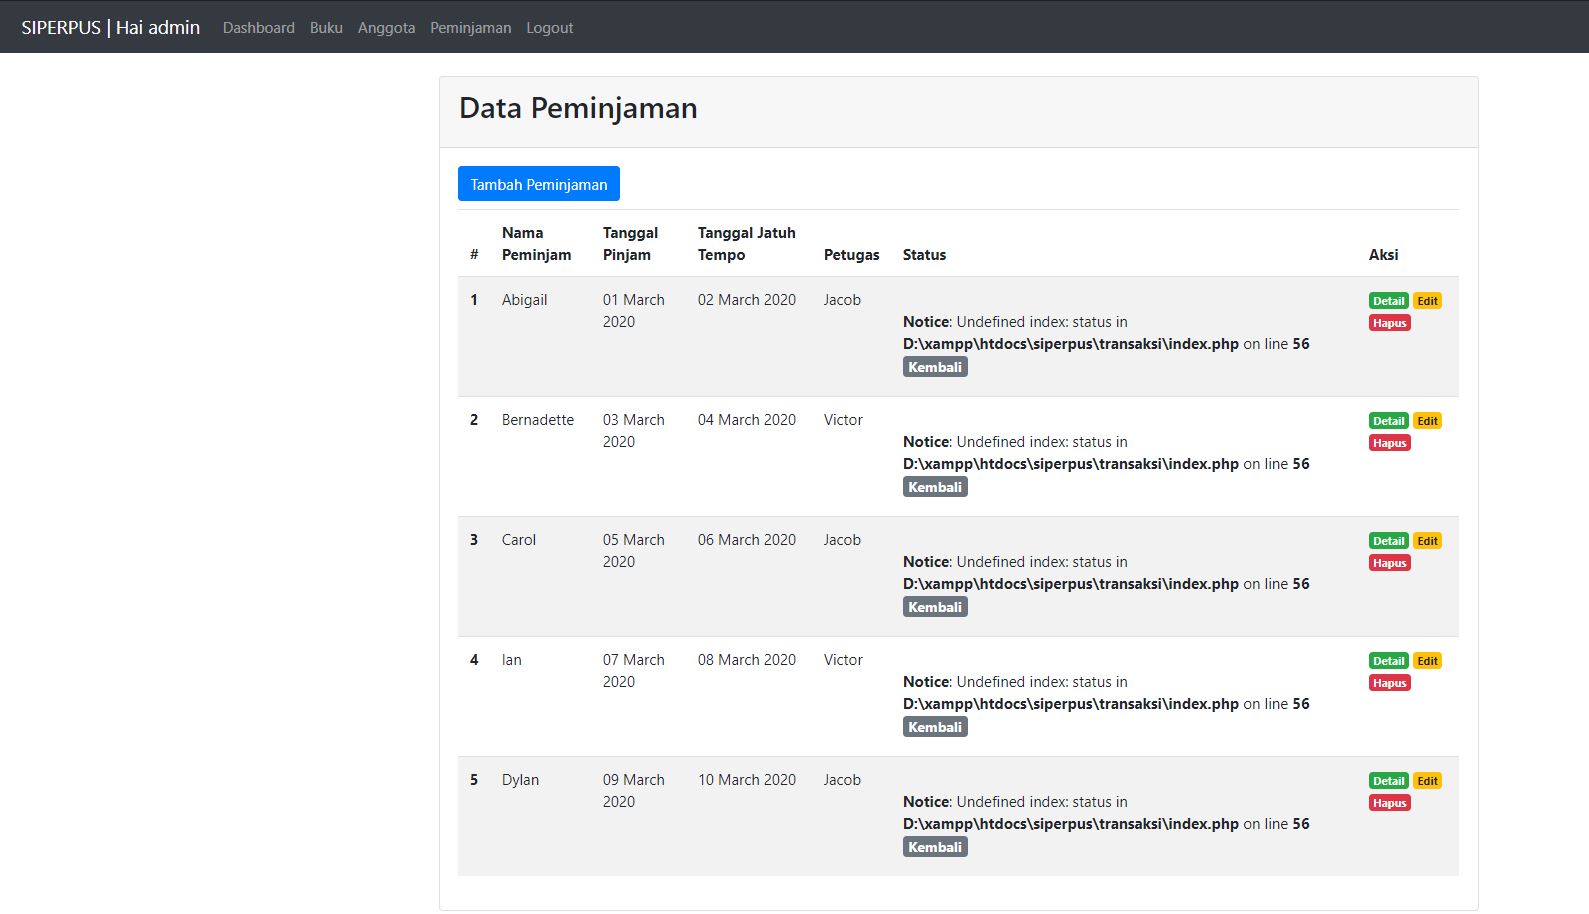 SIPERPUS | Hai admin Dashboard Buku Anggota Peminjaman Logout
Data Peminjaman
Tambah Peminjaman
# Nama Peminjam Tanggal Pinjam Tanggal Jatuh Tempo Petugas Status Aksi
1 Abigail 01 March 2020 02 March 2020 Jacob
Notice: Undefined index: status in
D:\xampp\htdocs\siperpus\transaksi\index.php on line 56
Kembali
Detail Edit
Hapus
2 Bernadette 03 March 2020 04 March 2020 Victor
Notice: Undefined index: status in
D:\xampp\htdocs\siperpus\transaksi\index.php on line 56
Kembali
Detail Edit
Hapus
3 Carol 05 March 2020 06 March 2020 Jacob
Notice: Undefined index: status in
D:\xampp\htdocs\siperpus\transaksi\index.php on line 56
Kembali
Detail Edit
Hapus
4 Ian 07 March 2020 08 March 2020 Victor
Notice: Undefined index: status in
D:\xampp\htdocs\siperpus\transaksi\index.php on line 56
Kembali
Detail Edit
Hapus
5 Dylan 09 March 2020 10 March 2020 Jacob
Notice: Undefined index: status in
D:\xampp\htdocs\siperpus\transaksi\index.php on line 56
Kembali
Detail Edit
Hapus